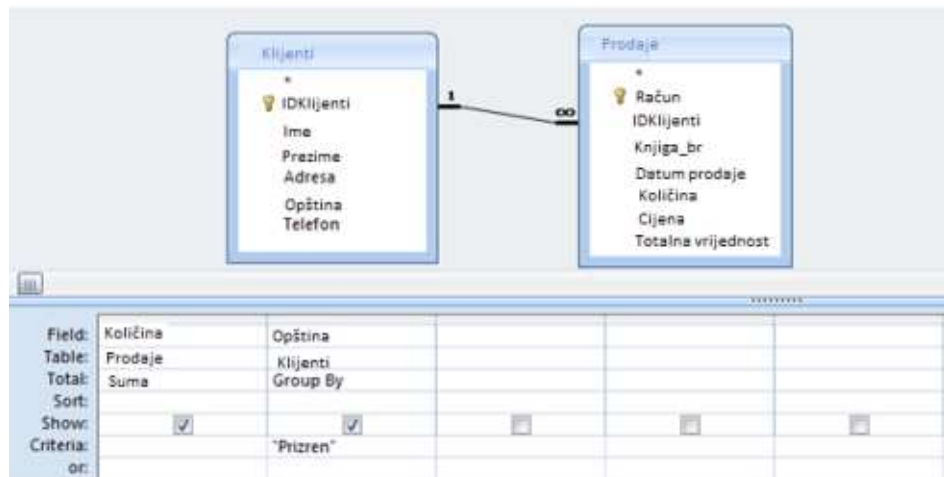 Klijenti
*
IDKlijenti
Ime
Prezime
Adresa
Opština
Telefon
1
∞
Prodaje
*
Račun
IDKlijenti
Knjiga_br
Datum prodaje
Količina
Cijena
Totalna vrijednost
Field: Količina Opština
Table: Prodaje Klijenti
Total: Suma Group By
Sort:
Show:
Criteria: "Prizren"
or: